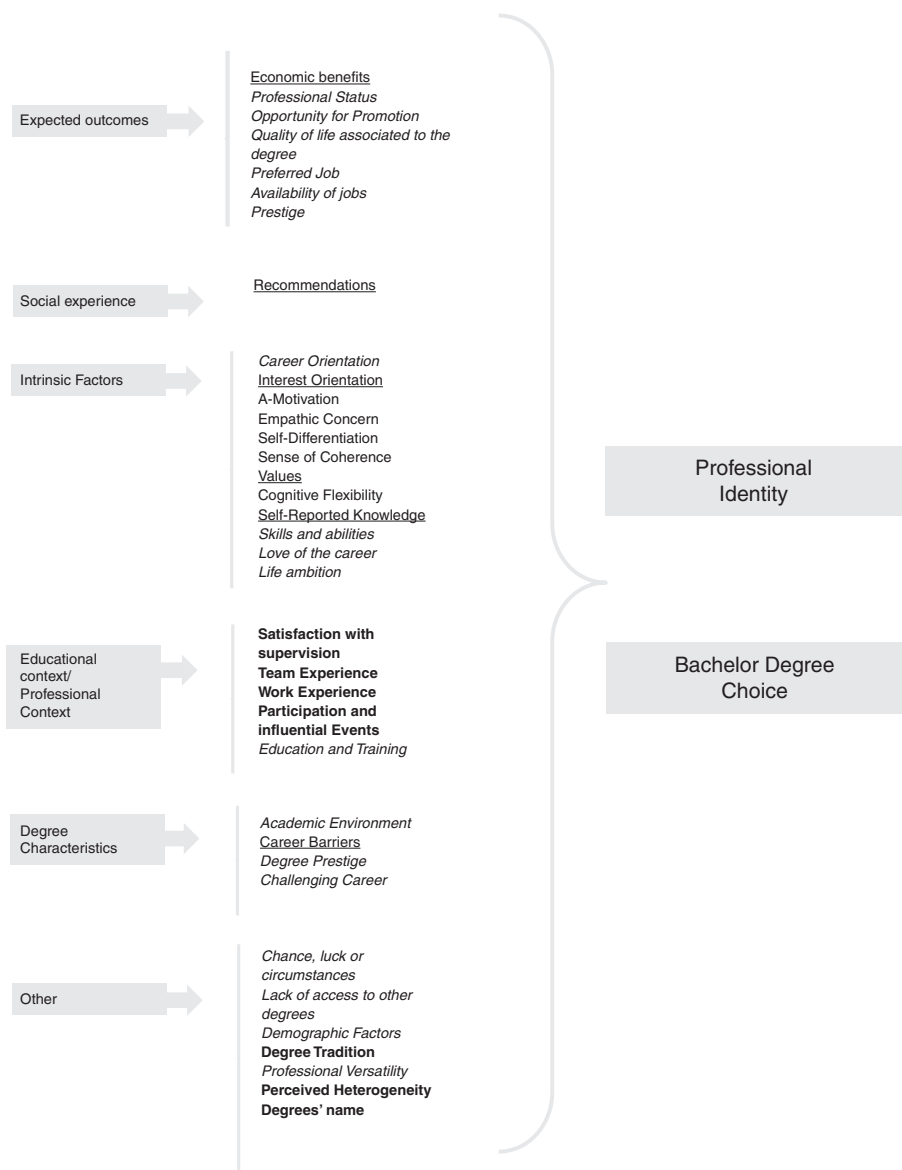 Expected outcomes
Economic benefits
Professional Status
Opportunity for Promotion
Quality of life associated to the
degree
Preferred Job
Availability of jobs
Prestige
Social experience
Recommendations
Intrinsic Factors
Career Orientation
Interest Orientation
A-Motivation
Empathic Concern
Self-Differentiation
Sense of Coherence
Values
Cognitive Flexibility
Self-Reported Knowledge
Skills and abilities
Love of the career
Life ambition
Educational
context/
Professional
Context
Satisfaction with
supervision
Team Experience
Work Experience
Participation and
influential Events
Education and Training
Degree
Characteristics
Academic Environment
Career Barriers
Degree Prestige
Challenging Career
Other
Chance, luck or
circumstances
Lack of access to other
degrees
Demographic Factors
Degree Tradition
Professional Versatility
Perceived Heterogeneity
Degrees' name
Professional
Identity
Bachelor Degree
Choice